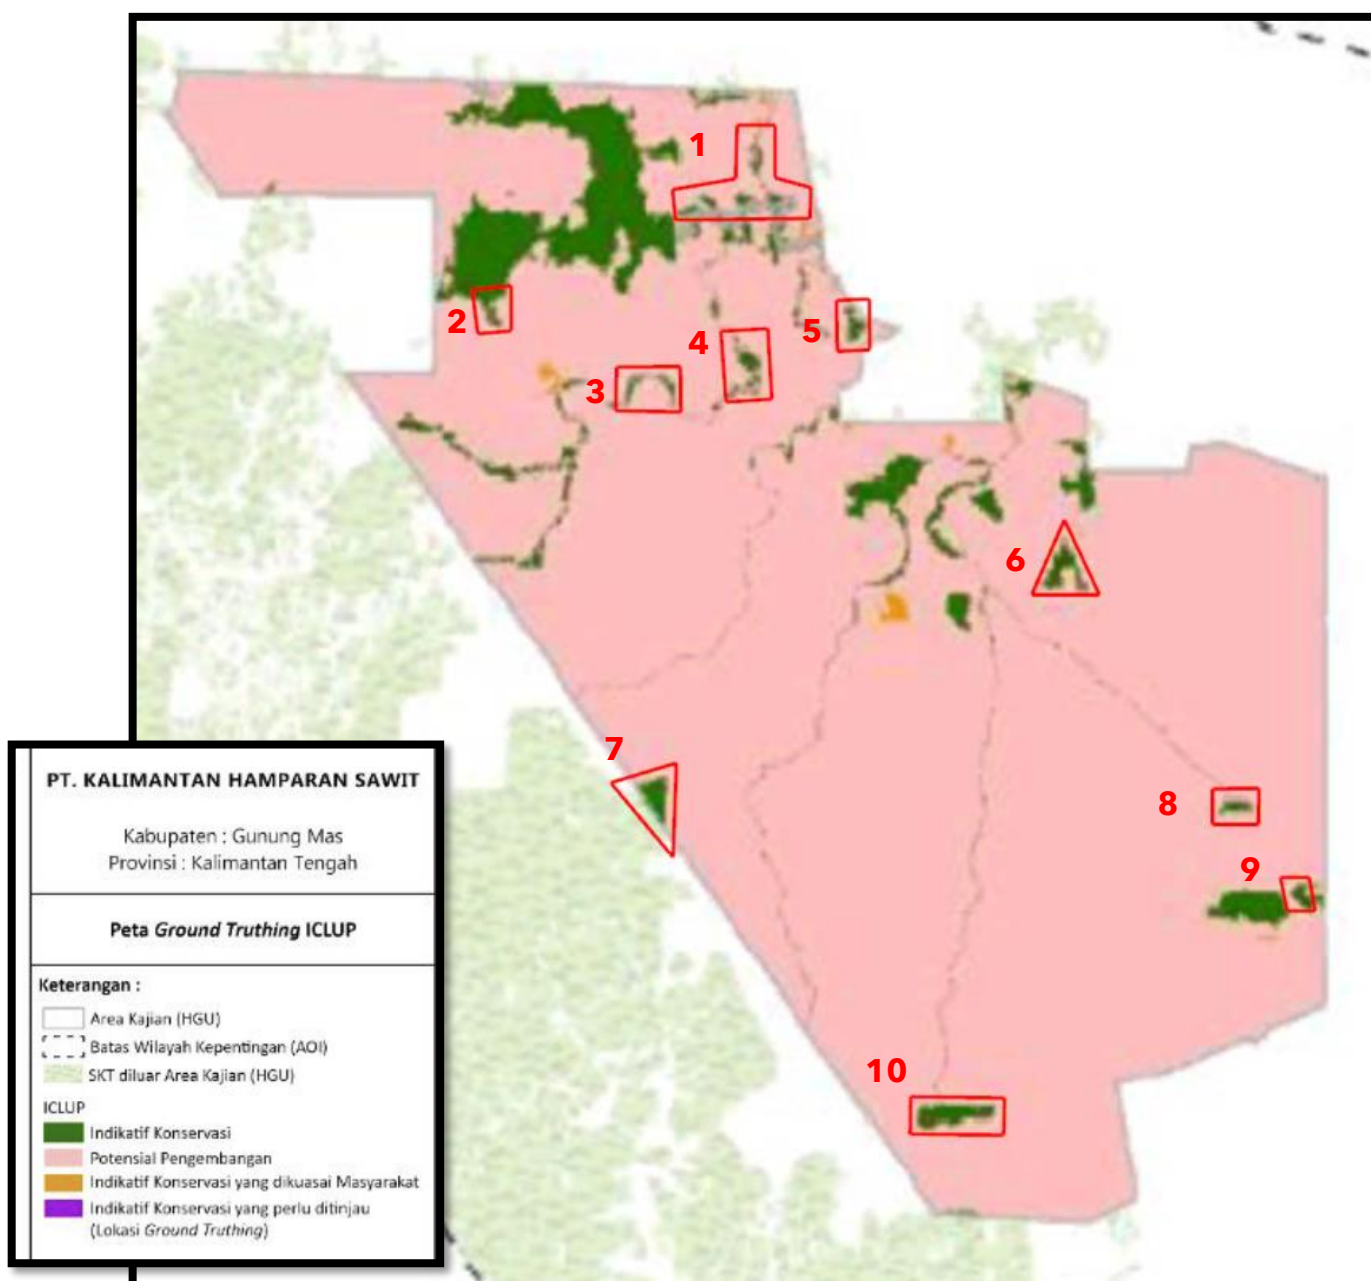 1
2
3
4
5
6
7
8
9
10
PT. KALIMANTAN HAMPARAN SAWIT
Kabupaten : Gunung Mas
Provinsi : Kalimantan Tengah
Peta Ground Truthing ICLUP
Keterangan :
Area Kajian (HGU)
Batas Wilayah Kepentingan (AOI)
SKT diluar Area Kajian (HGU)
ICLUP
Indikatif Konservasi
Potensial Pengembangan
Indikatif Konservasi yang dikuasai Masyarakat
Indikatif Konservasi yang perlu ditinjau
(Lokasi Ground Truthing)